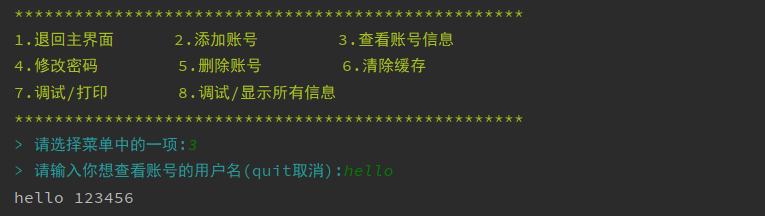 **************************************************
1.退回主界面 2.添加账号 3.查看账号信息
4.修改密码 5.删除账号 6.清除缓存
7.调试/打印 8.调试/显示所有信息
**************************************************
> 请选择菜单中的一项:3
> 请输入你想查看账号的用户名(quit取消):hello
hello 123456